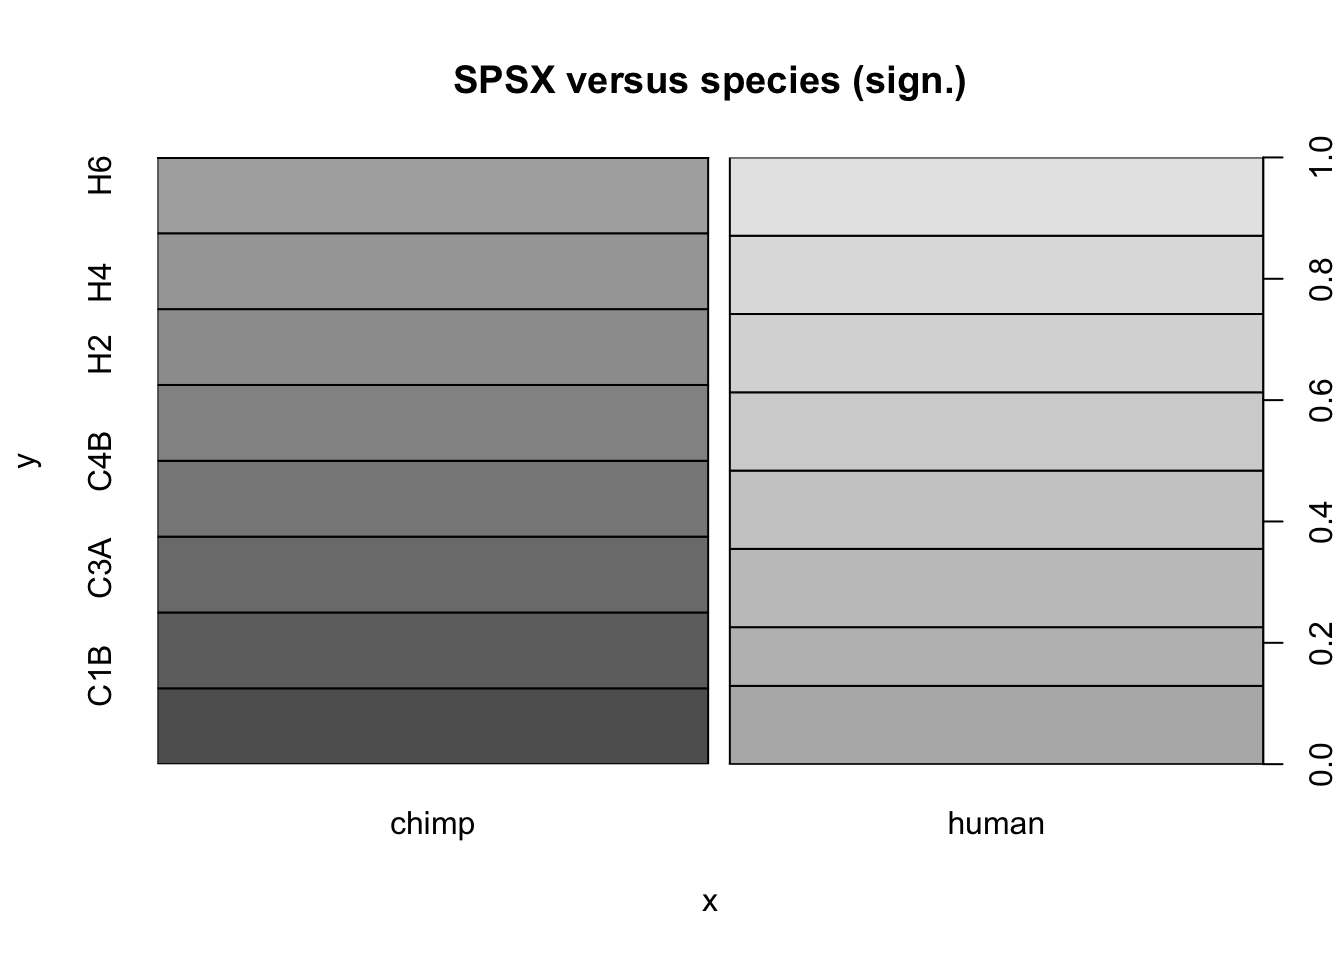 SPSX versus species (sign.)
H6
H4
H2
C4B
C3A
C1B
y
1.0
0.8
0.6
0.4
0.2
0.0
chimp
human
x